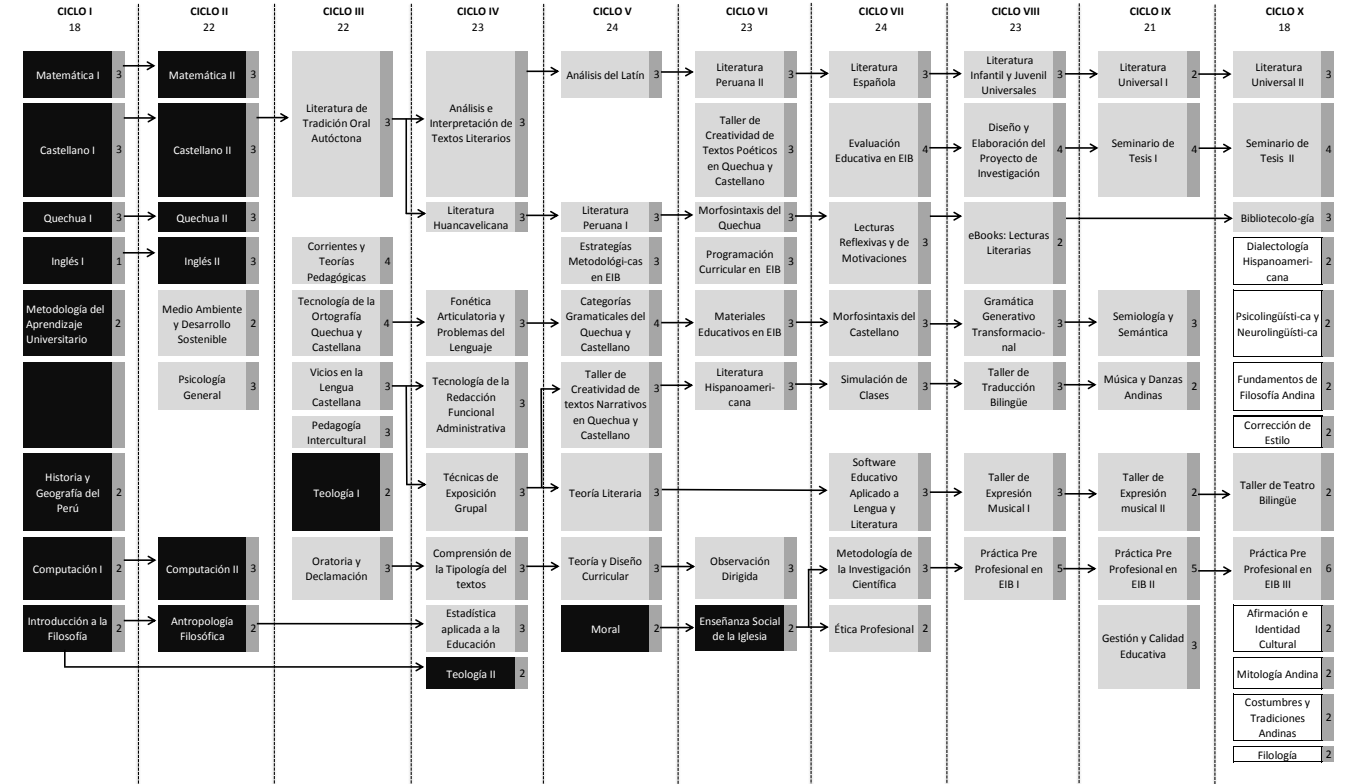 CICLO I
18
Matemática I 3
Castellano I 3
Quechua I 3
Inglés I 1
Metodología del
Aprendizaje 2
Universitario
Historia y
Geografía del 2
Perú
Computación I 2
Introducción a la
Filosofía 2
CICLO II
22
Matemática II 3
Castellano II 3
Quechua II 3
Inglés II 3
Medio Ambiente
y Desarrollo 2
Sostenible
Psicología
General 3
Computación II 3
Antropología
Filosófica 2
CICLO III
22
Literatura de
Tradición Oral 3
Autóctona
Corrientes y
Teorías 4
Pedagógicas
Tecnología de la
Ortografía 4
Quechua y
Castellana
Vicios en la
Lengua 3
Castellana
Pedagogía
Intercultural 3
Teología I 2
Oratoria y
Declamación 3
CICLO IV
23
Análisis e
Interpretación de 3
Textos Literarios
Literatura
Huancavelicana 3
Fonética
Articulatoria y 3
Problemas del
Lenguaje
Tecnología de la
Redacción 3
Funcional
Administrativa
Técnicas de
Exposición 3
Grupal
Comprensión de
la Tipología del 3
textos
Estadística
aplicada a la 3
Educación
Teología II 2
CICLO V
24
Análisis del Latín 3
Literatura
Peruana I 3
Estrategías
Metodológi-cas 3
en EIB
Categorías
Gramaticales del 4
Quechua y
Castellano
Taller de
Creatividad de 3
textos Narrativos
en Quechua y
Castellano
Teoría Literaria 3
Teoría y Diseño
Curricular 3
Moral 2
CICLO VI
23
Literatura
Peruana II 3
Taller de
Creatividad de
Textos Poéticos 3
en Quechua y
Castellano
Morfosintaxis del
Quechua 3
Programación
Curricular en EIB 3
Materiales
Educativos en EIB 3
Literatura
Hispanoameri- 3
cana
Observación
Dirigida 3
Enseñanza Social
de la Iglesia 2
CICLO VII
24
Literatura
Española 3
Evaluación
Educativa en EIB 4
Lecturas
Reflexivas y de 3
Motivaciones
Morfosintaxis del
Castellano 3
Simulación de
Clases 3
Software
Educativo
Aplicado a 3
Lengua y
Literatura
Metodología de
la Investigación 3
Científica
Ética Profesional 2
CICLO VIII
23
Literatura
Infantil y Juvenil 3
Universales
Diseño y
Elaboración del 4
Proyecto de
Investigación
eBooks: Lecturas
Literarias 2
Gramática
Generativo 3
Transformacio-
nal
Taller de
Traducción 3
Bilingüe
Taller de
Expresión 3
Musical I
Práctica Pre
Profesional en 5
EIB I
CICLO IX
21
Literatura
Universal I 2
Seminario de
Tesis I 4
Semiología y
Semántica 3
Música y Danzas
Andinas 2
Taller de
Expresión 2
musical II
Práctica Pre
Profesional en 5
EIB II
Gestión y Calidad
Educativa 3
CICLO X
18
Literatura
Universal II 3
Seminario de
Tesis II 4
Bibliotecolo-gía 3
Dialectología
Hispanoameri- 2
cana
Psicolingüísti-ca y
Neurolingüísti-ca 2
Fundamentos de
Filosofía Andina 2
Corrección de
Estilo 2
Taller de Teatro
Bilingüe 2
Práctica Pre
Profesional en 6
EIB III
Afirmación e
Identidad 2
Cultural
Mitología Andina 2
Costumbres y
Tradiciones 2
Andinas
Filología 2